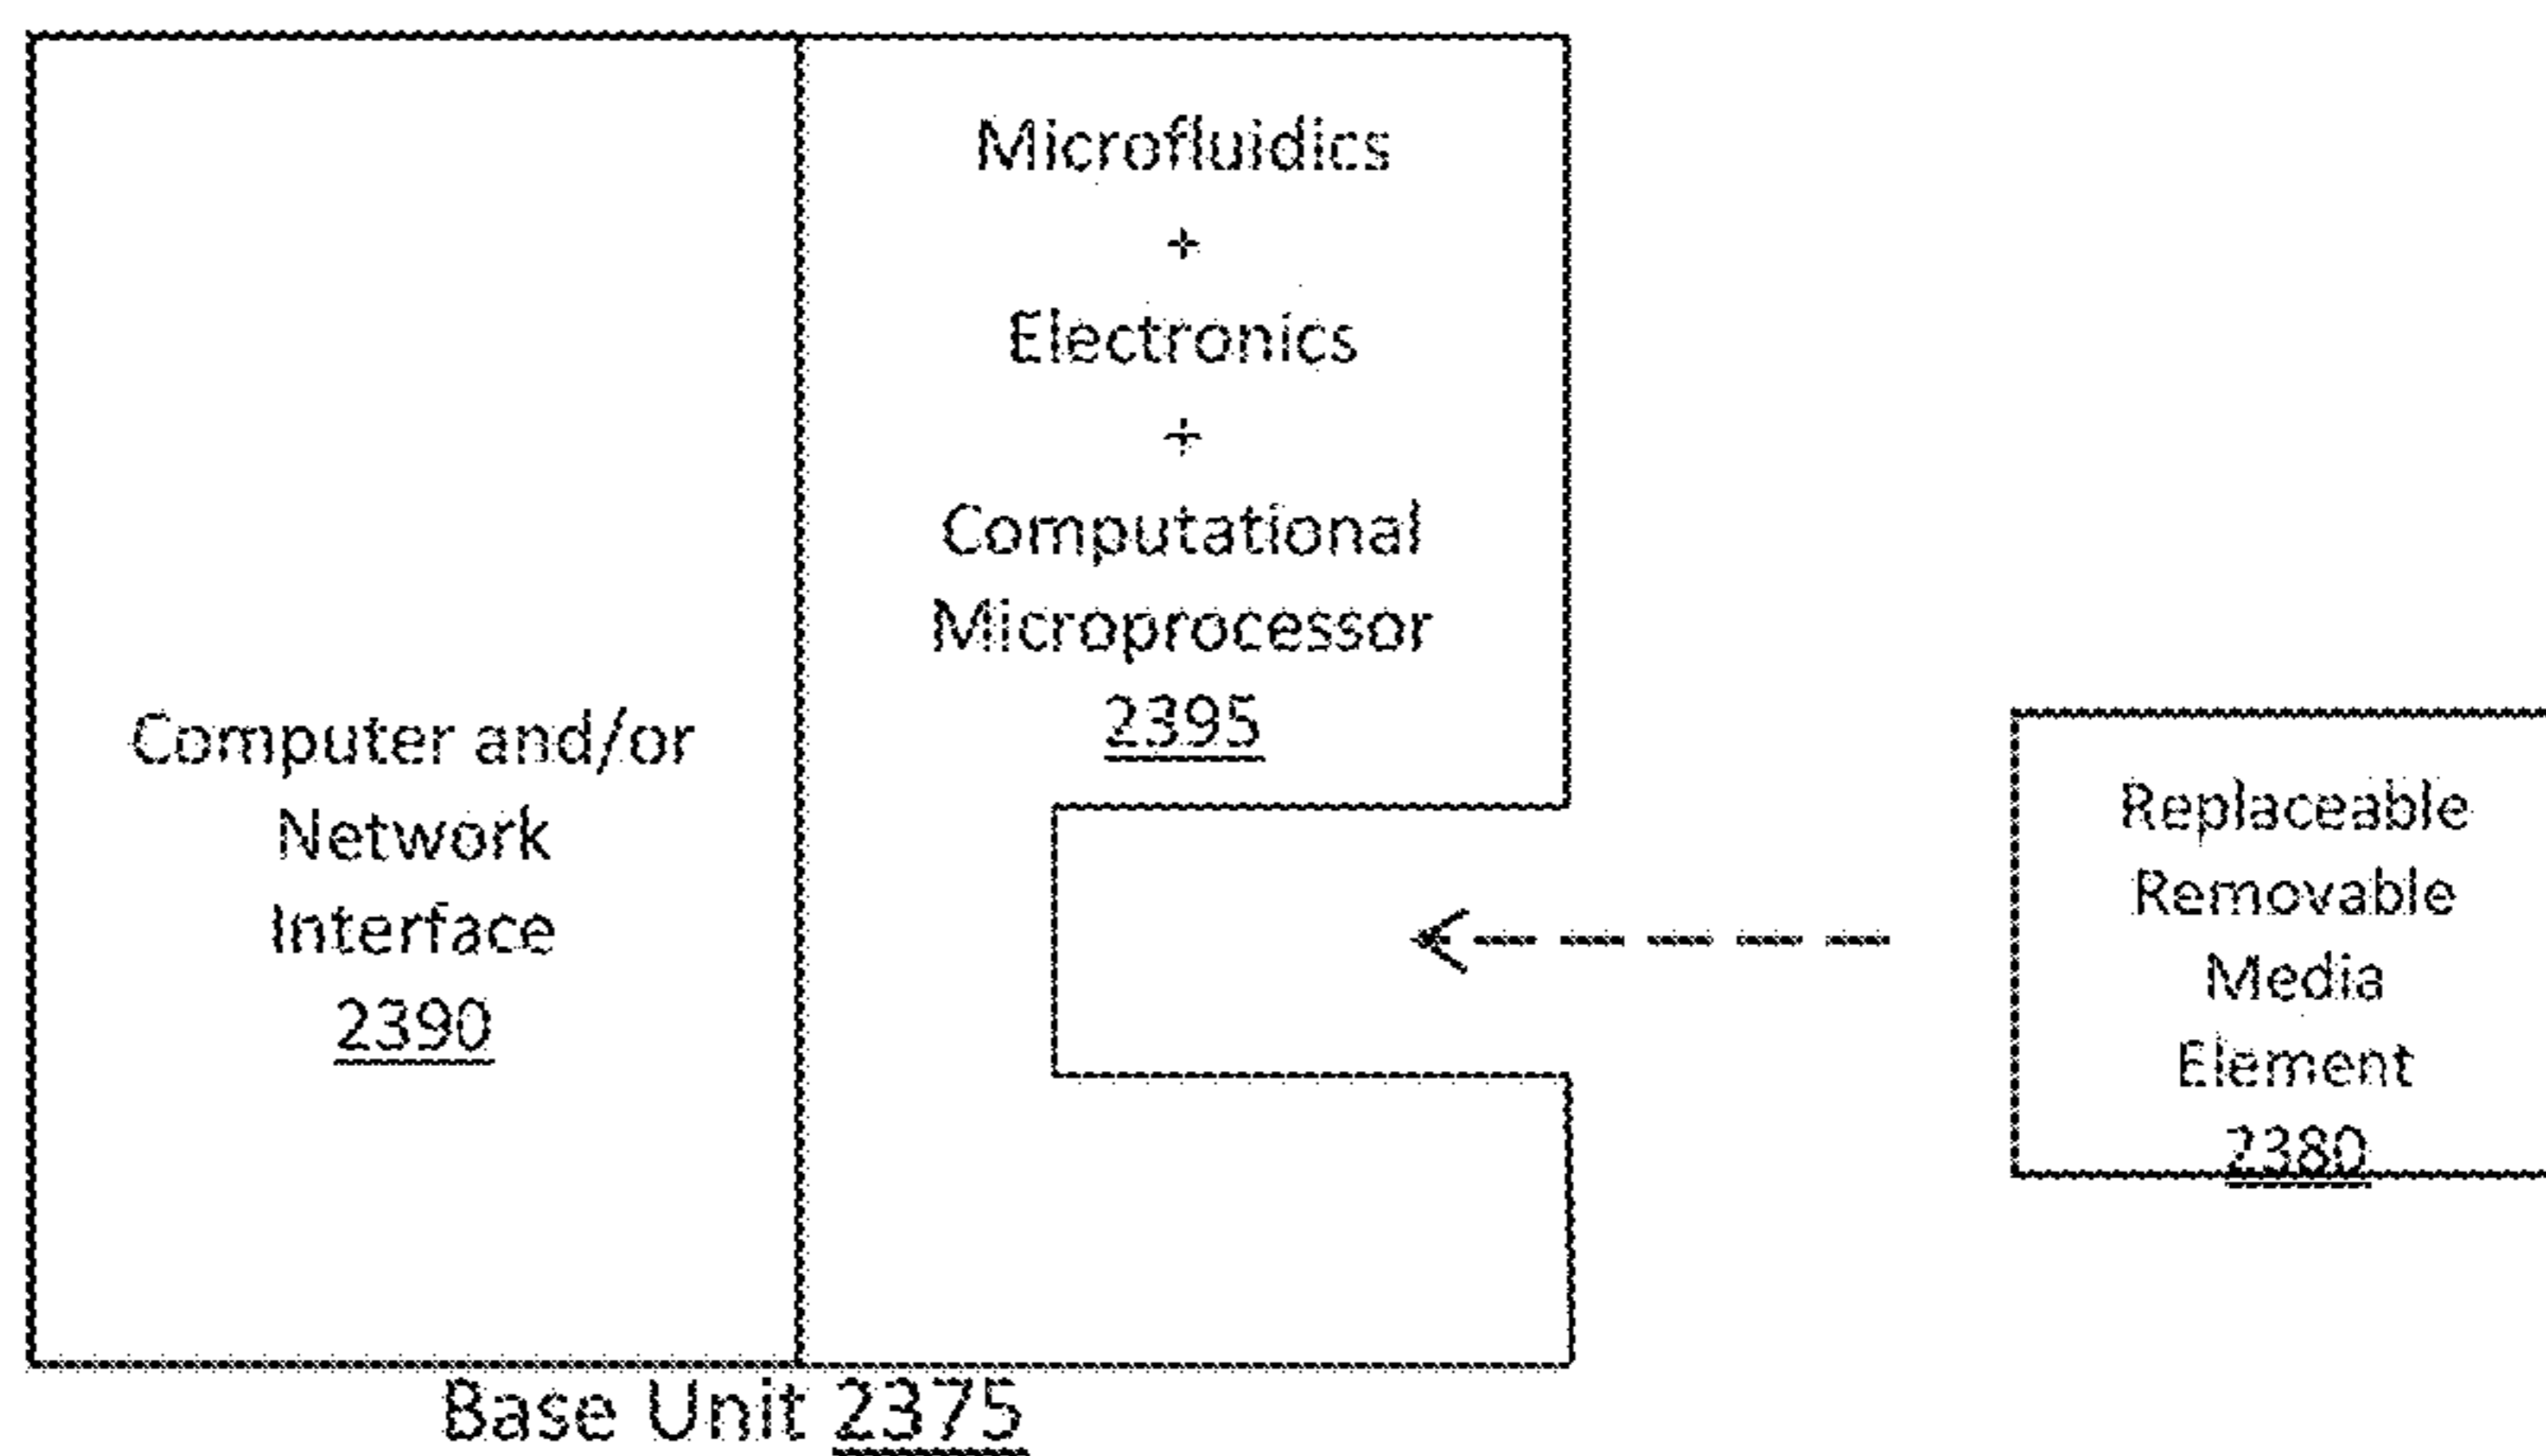 Computer and/or
Network
Interface
2390
Microfluidics
+
Electronics
+
Computational
Microprocessor
2395
Replaceable
Removable
Media
Element
2380
Base Unit 2375